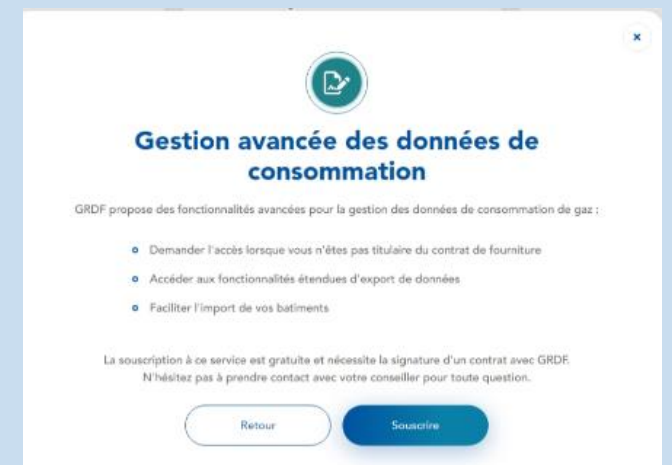 Gestion avancée des données de
consommation
GRDF propose des fonctionnalités avancées pour la gestion des données de consommation de gaz :
Demander l'accès lorsque vous n'êtes pas titulaire du contrat de fourniture
Accéder aux fonctionnalités étendues d'export de données
Faciliter l'import de vos batiments
La souscription à ce service est gratuite et nécessite la signature d'un contrat avec GRDF.
N'hésitez pas à prendre contact avec votre conseiller pour toute question.
Retour
Souscrire